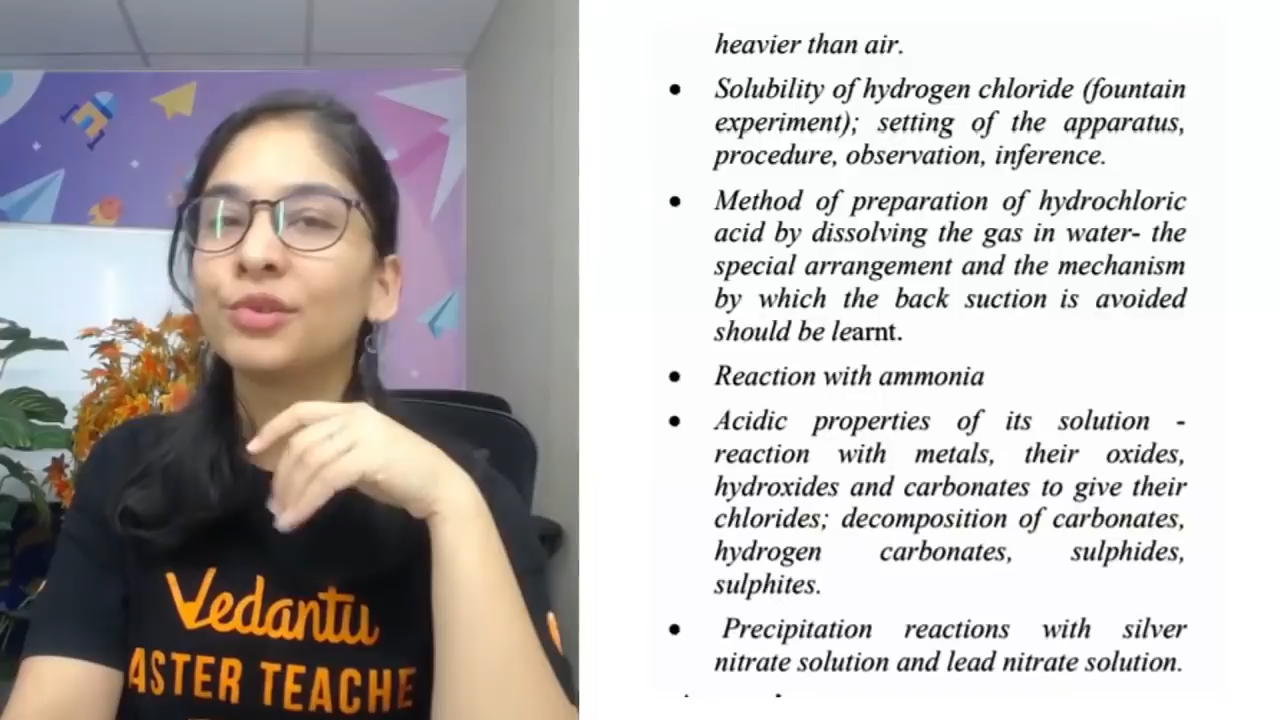 heavier than air.
• Solubility of hydrogen chloride (fountain
experiment); setting of the apparatus,
procedure, observation, inference.
• Method of preparation of hydrochloric
acid by dissolving the gas in water- the
special arrangement and the mechanism
by which the back suction is avoided
should be learnt.
• Reaction with ammonia
• Acidic properties of its solution -
reaction with metals, their oxides,
hydroxides and carbonates to give their
chlorides; decomposition of carbonates,
hydrogen carbonates, sulphides,
sulphites.
• Precipitation reactions with silver
nitrate solution and lead nitrate solution.
Vedantu
ASTER TEACHE